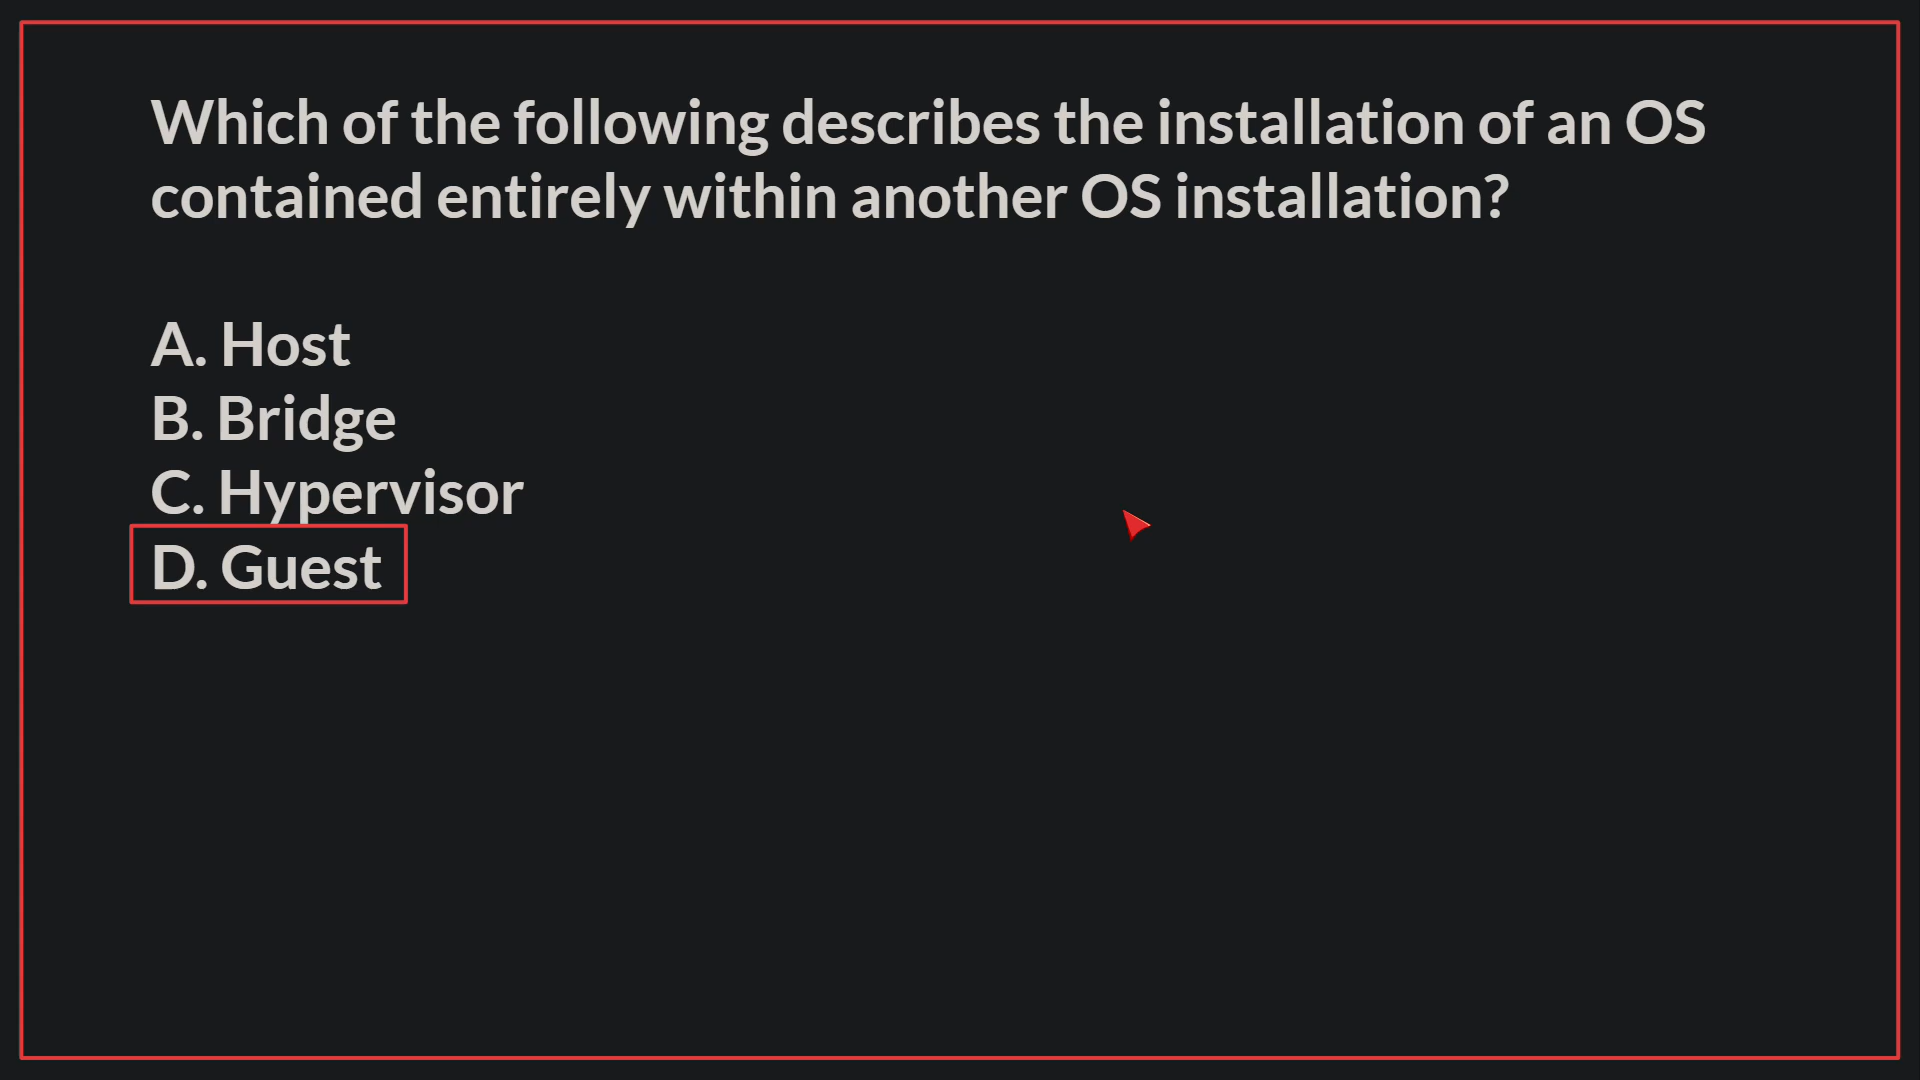 Which of the following describes the installation of an OS
contained entirely within another OS installation?
A. Host
B. Bridge
C. Hypervisor
D. Guest